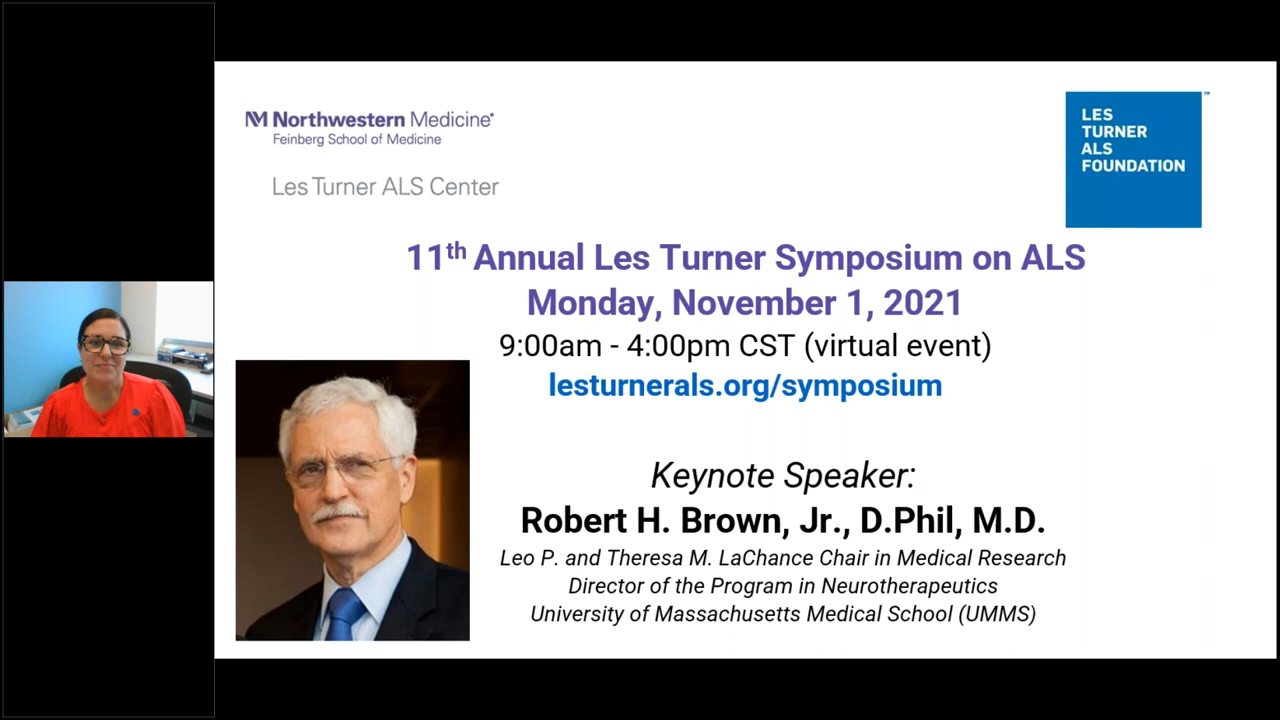 Northwestern Medicine®
Feinberg School of Medicine
Les Turner ALS Center
LES
TURNER
ALS
FOUNDATION
™
11th Annual Les Turner Symposium on ALS
Monday, November 1, 2021
9:00am - 4:00pm CST (virtual event)
lesturnerals.org/symposium
Keynote Speaker:
Robert H. Brown, Jr., D.Phil, M.D.
Leo P. and Theresa M. LaChance Chair in Medical Research
Director of the Program in Neurotherapeutics
University of Massachusetts Medical School (UMMS)